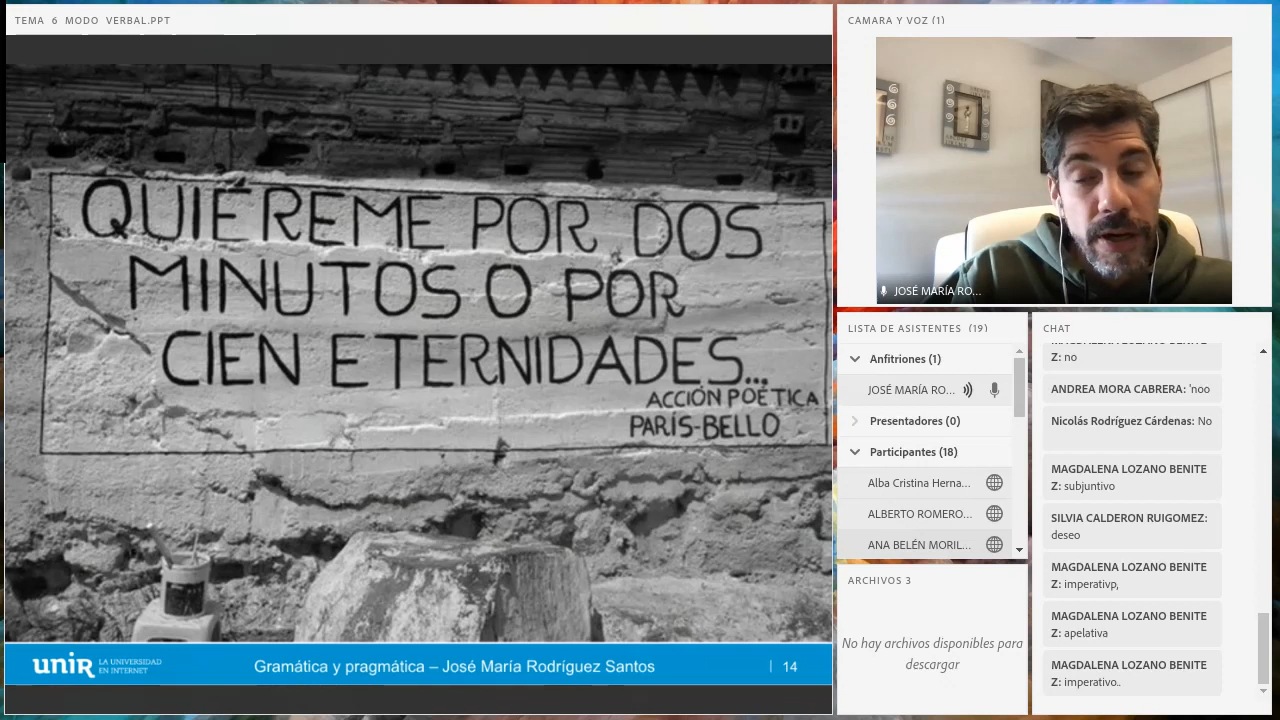 TEMA 6 MODO VERBAL.PPT
QUIÉREME POR DOS
MINUTOS O POR
CIEN ETERNIDADES...
ACCIÓN POÉTICA
PARÍS-BELLO
unir LA UNIVERSIDAD
EN INTERNET
Gramática y pragmática – José María Rodríguez Santos
| 14
CAMARA Y VOZ (1)
JOSÉ MARÍA RO...
LISTA DE ASISTENTES (19)
Anfitriones (1)
JOSÉ MARÍA RO...
Presentadores (0)
Participantes (18)
Alba Cristina Herna...
ALBERTO ROMERO...
ANA BELÉN MORIL...
ARCHIVOS 3
No hay archivos disponibles para
descargar
CHAT
MAGDALENA LOZANO BENITE
Z: no
ANDREA MORA CABRERA: 'noo
Nicolás Rodríguez Cárdenas: No
MAGDALENA LOZANO BENITE
Z: subjuntivo
SILVIA CALDERON RUIGOMEZ:
deseo
MAGDALENA LOZANO BENITE
Z: imperativp,
MAGDALENA LOZANO BENITE
Z: apelativa
MAGDALENA LOZANO BENITE
Z: imperativo..